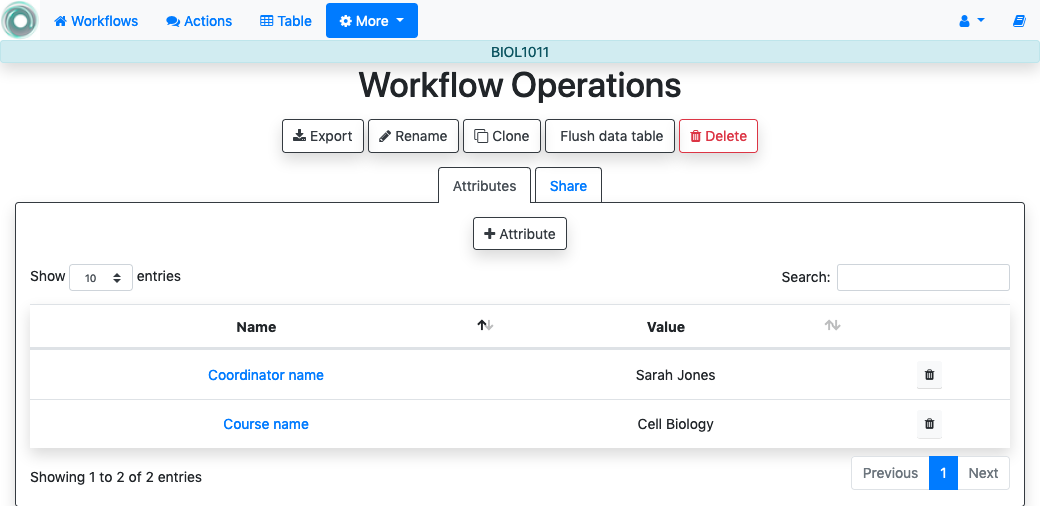 Workflows Actions Table More
BIOL1011
Workflow Operations
Export Rename Clone Flush data table Delete
Attributes Share
Attribute
Show 10 entries Search:
Name Value
Coordinator name Sarah Jones
Course name Cell Biology
Showing 1 to 2 of 2 entries Previous 1 Next